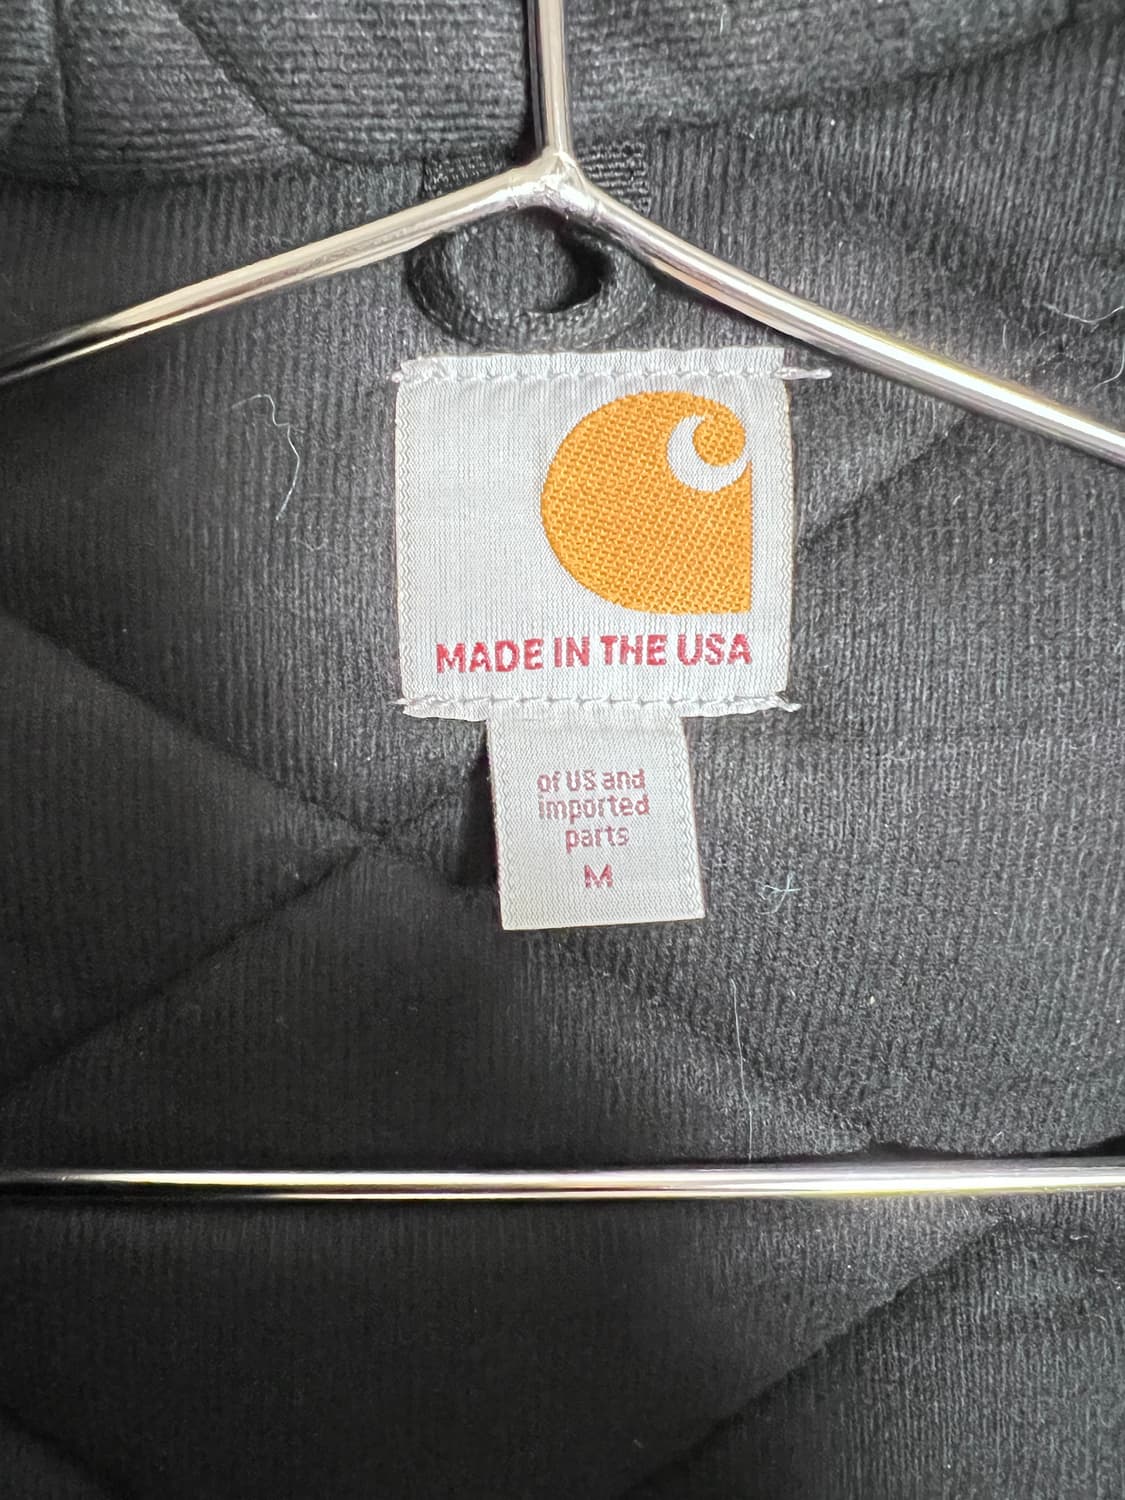 MADE IN THE USA
of US and
imported
parts
M